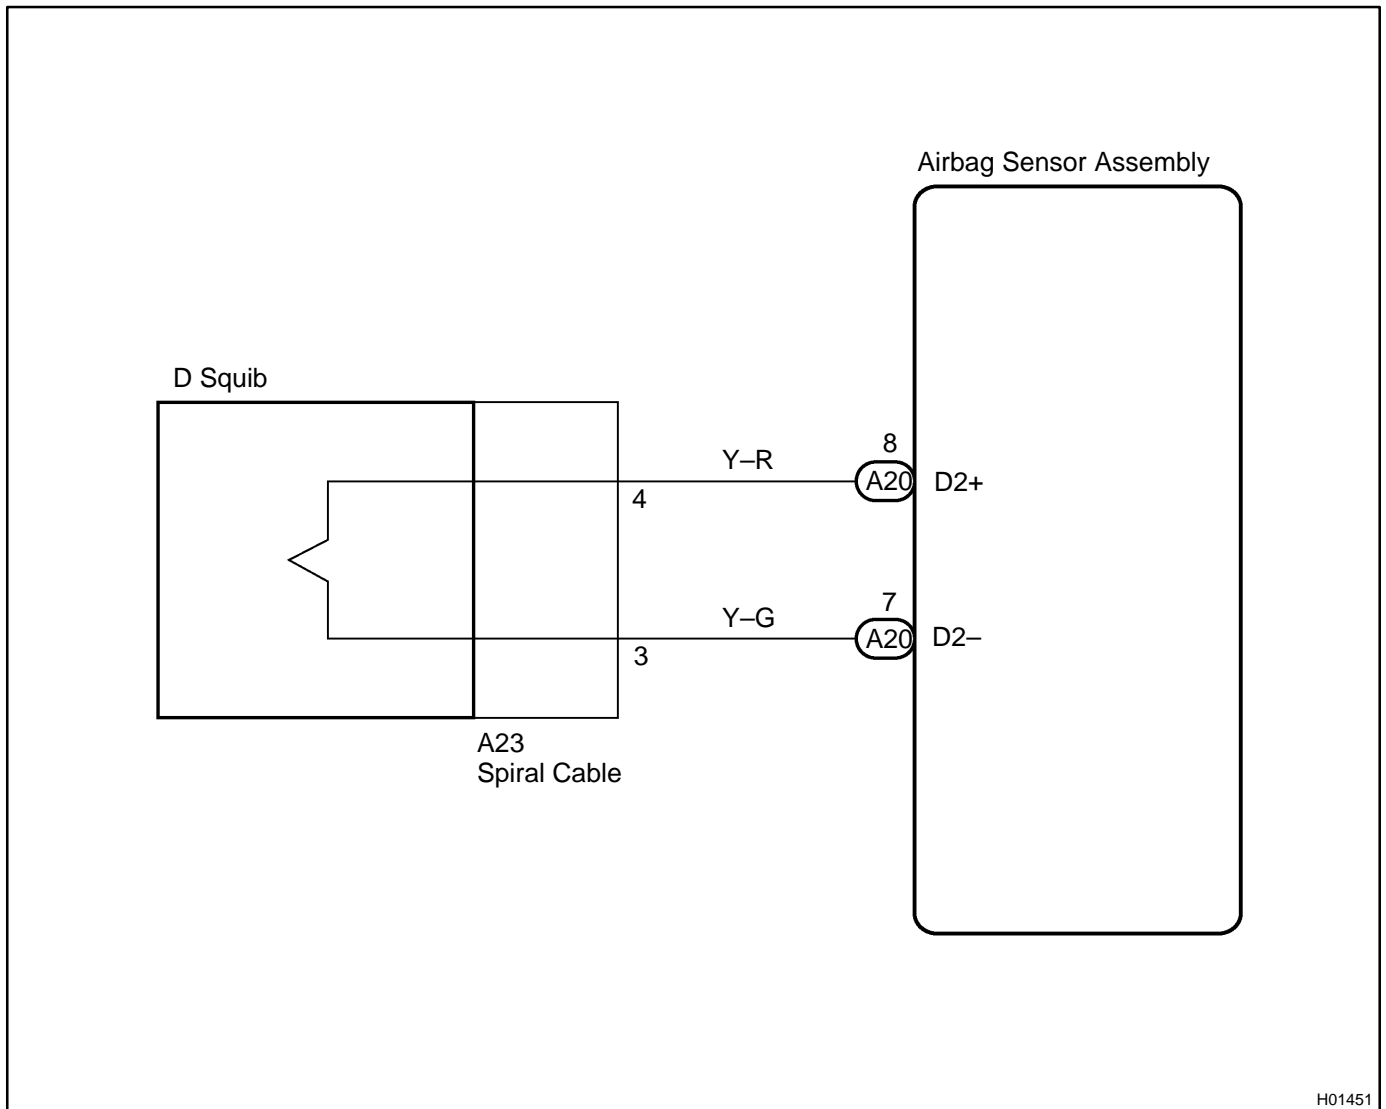 Airbag Sensor Assembly
D Squib
Y–R
8
A20
D2+
4
Y–G
7
A20
D2–
3
A23
Spiral Cable
H01451